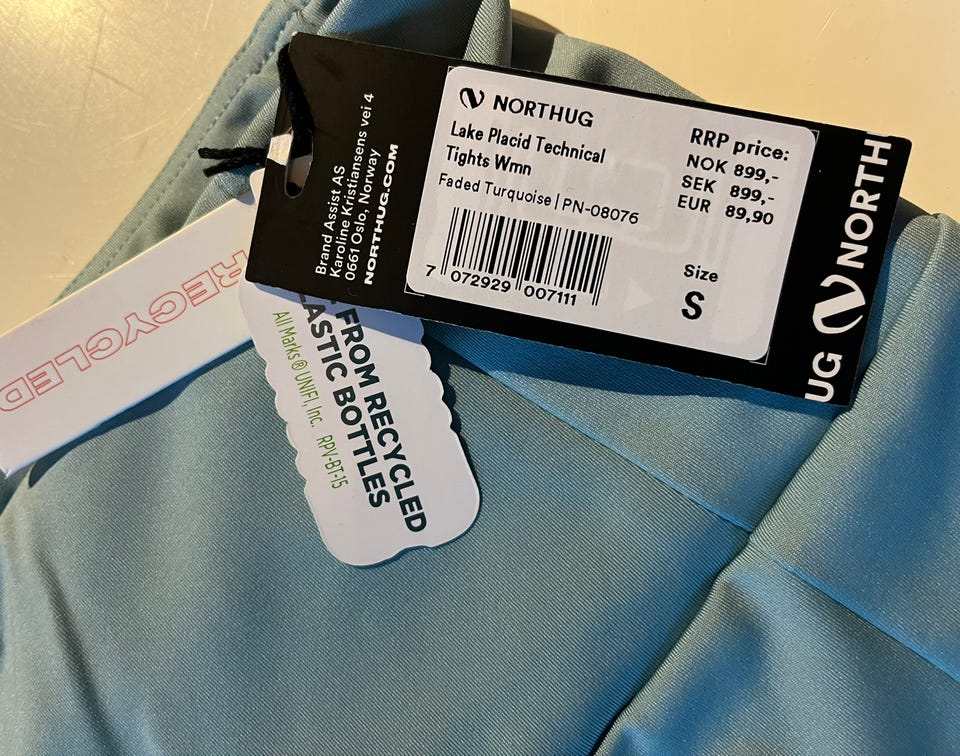 NORTHUG
Lake Placid Technical
Tights Wmn
Faded Turquoise | PN-08076
7 072929 007111
RRP price:
NOK 899,-
SEK 899,-
EUR 89,90
Size
S
Brand Assist AS
Karoline Kristiansens vei 4
0661 Oslo, Norway
NORTHUG.COM
UG NORTH
RECYCLED
FROM RECYCLED
LASTIC BOTTLES
All Marks ® UNIFI, Inc. RPV-BT-15